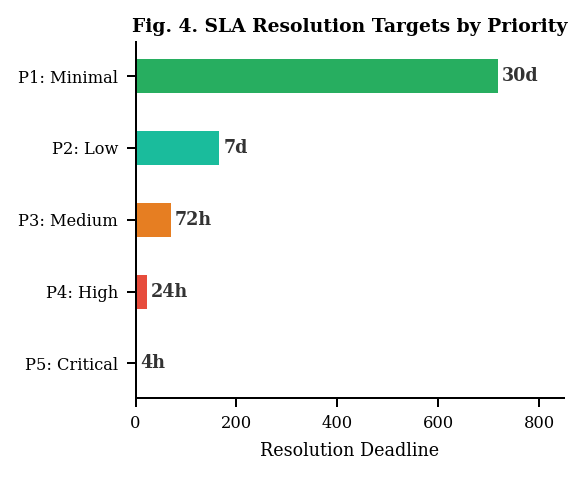 Fig. 4. SLA Resolution Targets by Priority
P1: Minimal 30d
P2: Low 7d
P3: Medium 72h
P4: High 24h
P5: Critical 4h
0 200 400 600 800
Resolution Deadline